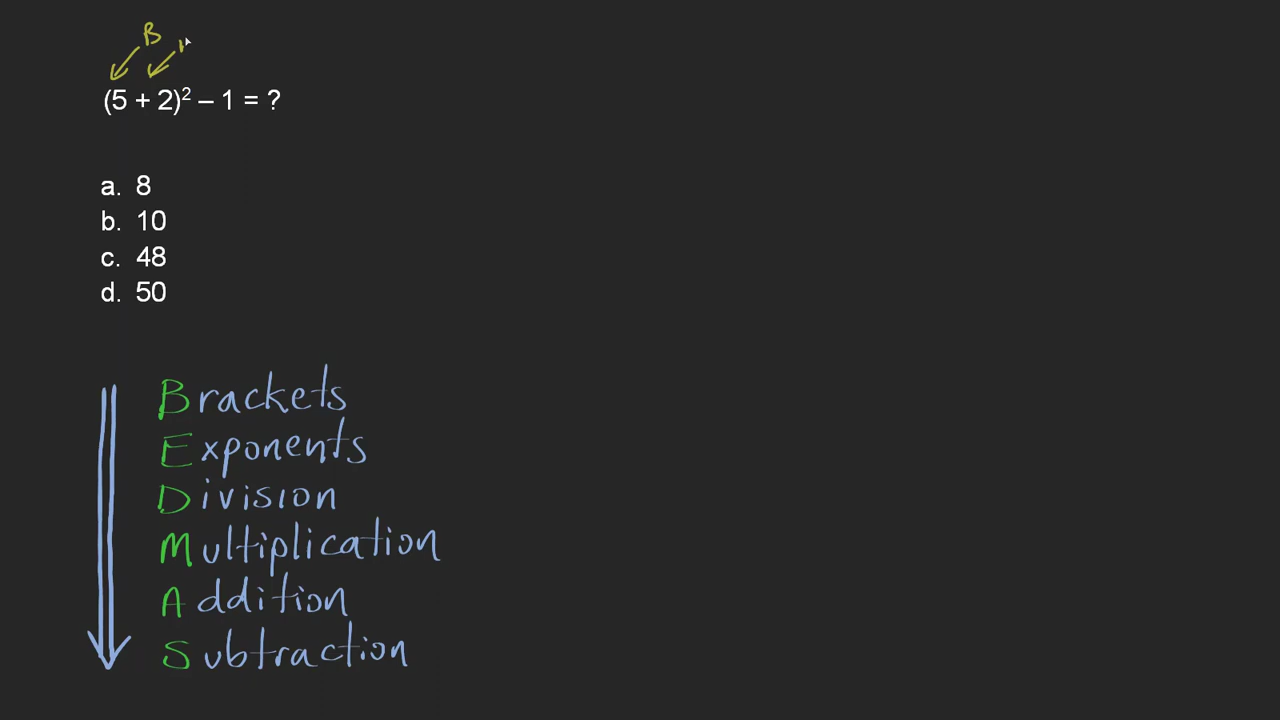 B
(5 + 2)² – 1 = ?
a. 8
b. 10
c. 48
d. 50
Brackets
Exponents
Division
Multiplication
Addition
Subtraction